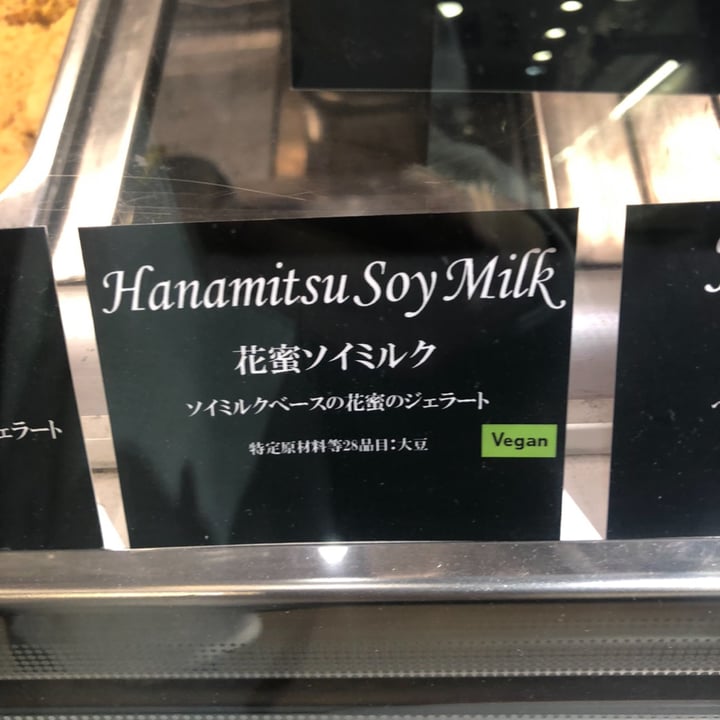 Hanamitsu Soy Milk
花蜜ソイミルク
ソイミルクベースの花蜜のジェラート
特定原材料等28品目:大豆
Vegan
ェラート